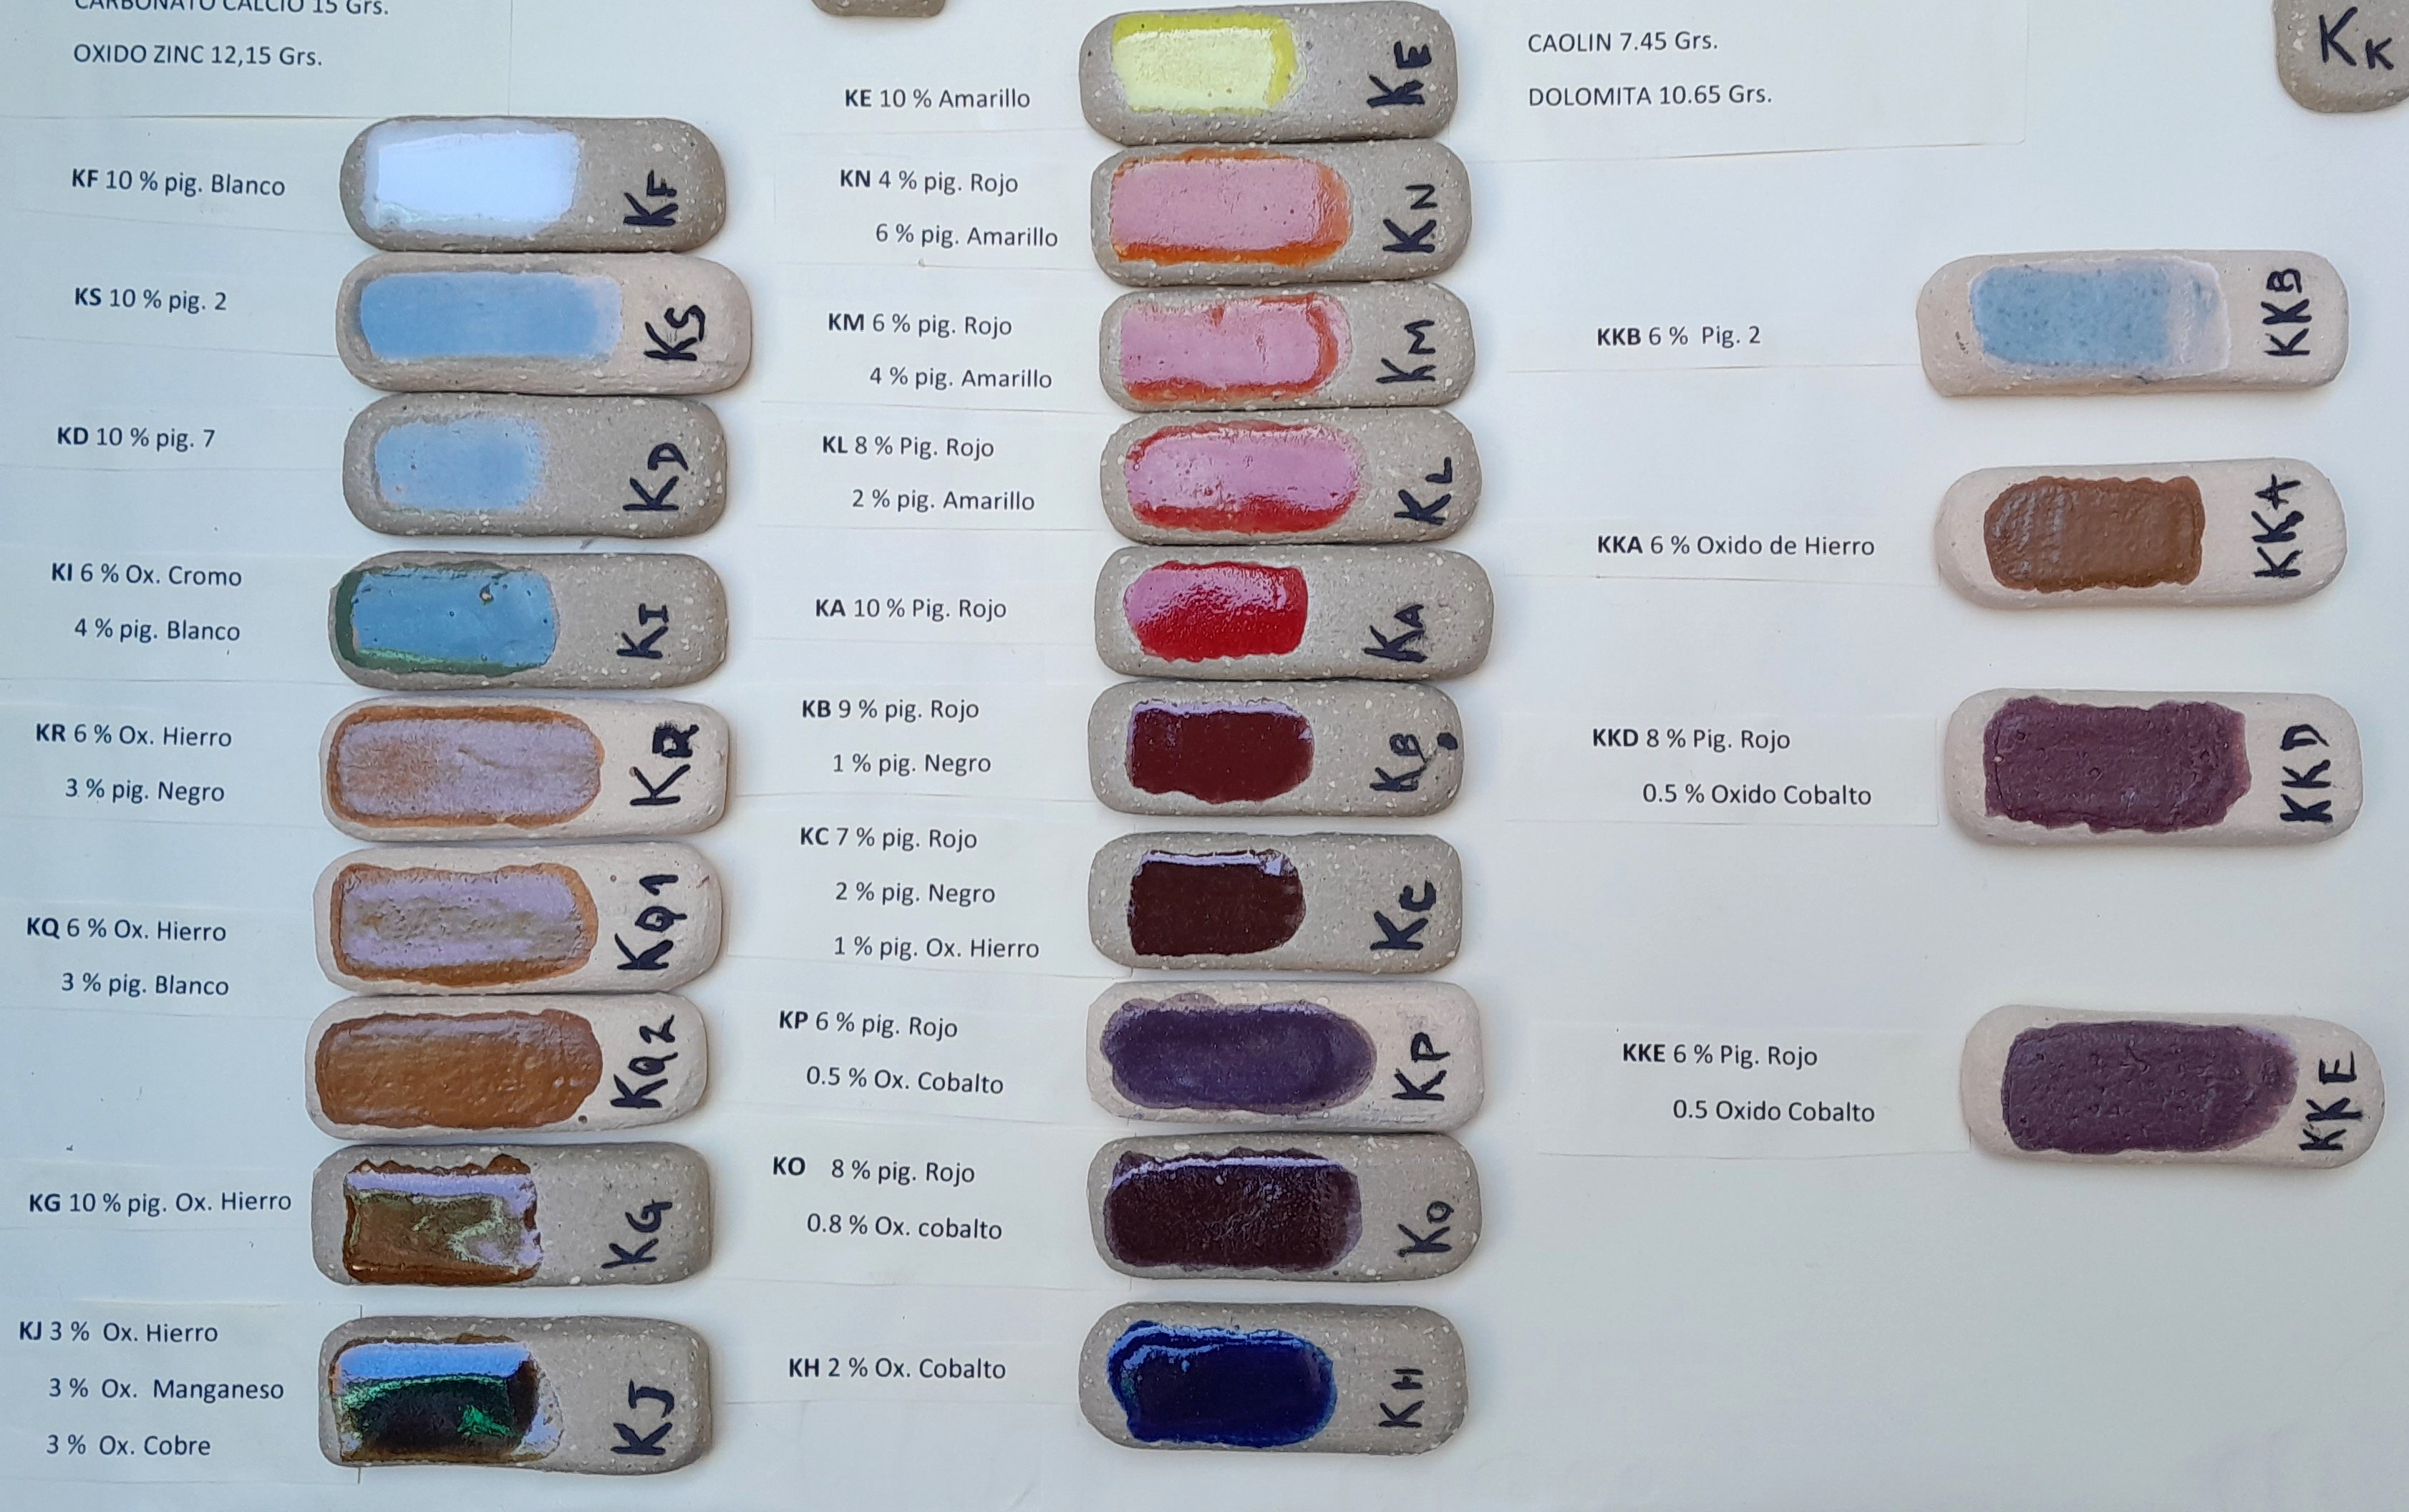 CARBONATO CALCIO 15 Grs.
OXIDO ZINC 12,15 Grs.
KF 10 % pig. Blanco
KF
KS 10 % pig. 2
KS
KD 10 % pig. 7
KD
KI 6 % Ox. Cromo
4 % pig. Blanco
KI
KR 6 % Ox. Hierro
3 % pig. Negro
KR
KQ 6 % Ox. Hierro
3 % pig. Blanco
KQ1
KQ2
KG 10 % pig. Ox. Hierro
KG
KJ 3 % Ox. Hierro
3 % Ox. Manganeso
3 % Ox. Cobre
KJ
KE 10 % Amarillo
KE
KN 4 % pig. Rojo
6 % pig. Amarillo
KN
KM 6 % pig. Rojo
4 % pig. Amarillo
KM
KL 8 % Pig. Rojo
2 % pig. Amarillo
KL
KA 10 % Pig. Rojo
KA
KB 9 % pig. Rojo
1 % pig. Negro
KB
KC 7 % pig. Rojo
2 % pig. Negro
1 % pig. Ox. Hierro
KC
KP 6 % pig. Rojo
0.5 % Ox. Cobalto
KP
KO 8 % pig. Rojo
0.8 % Ox. cobalto
KO
KH 2 % Ox. Cobalto
KH
CAOLIN 7.45 Grs.
DOLOMITA 10.65 Grs.
KK
KKB 6 % Pig. 2
KKB
KKA 6 % Oxido de Hierro
KKA
KKD 8 % Pig. Rojo
0.5 % Oxido Cobalto
KKD
KKE 6 % Pig. Rojo
0.5 Oxido Cobalto
KKE